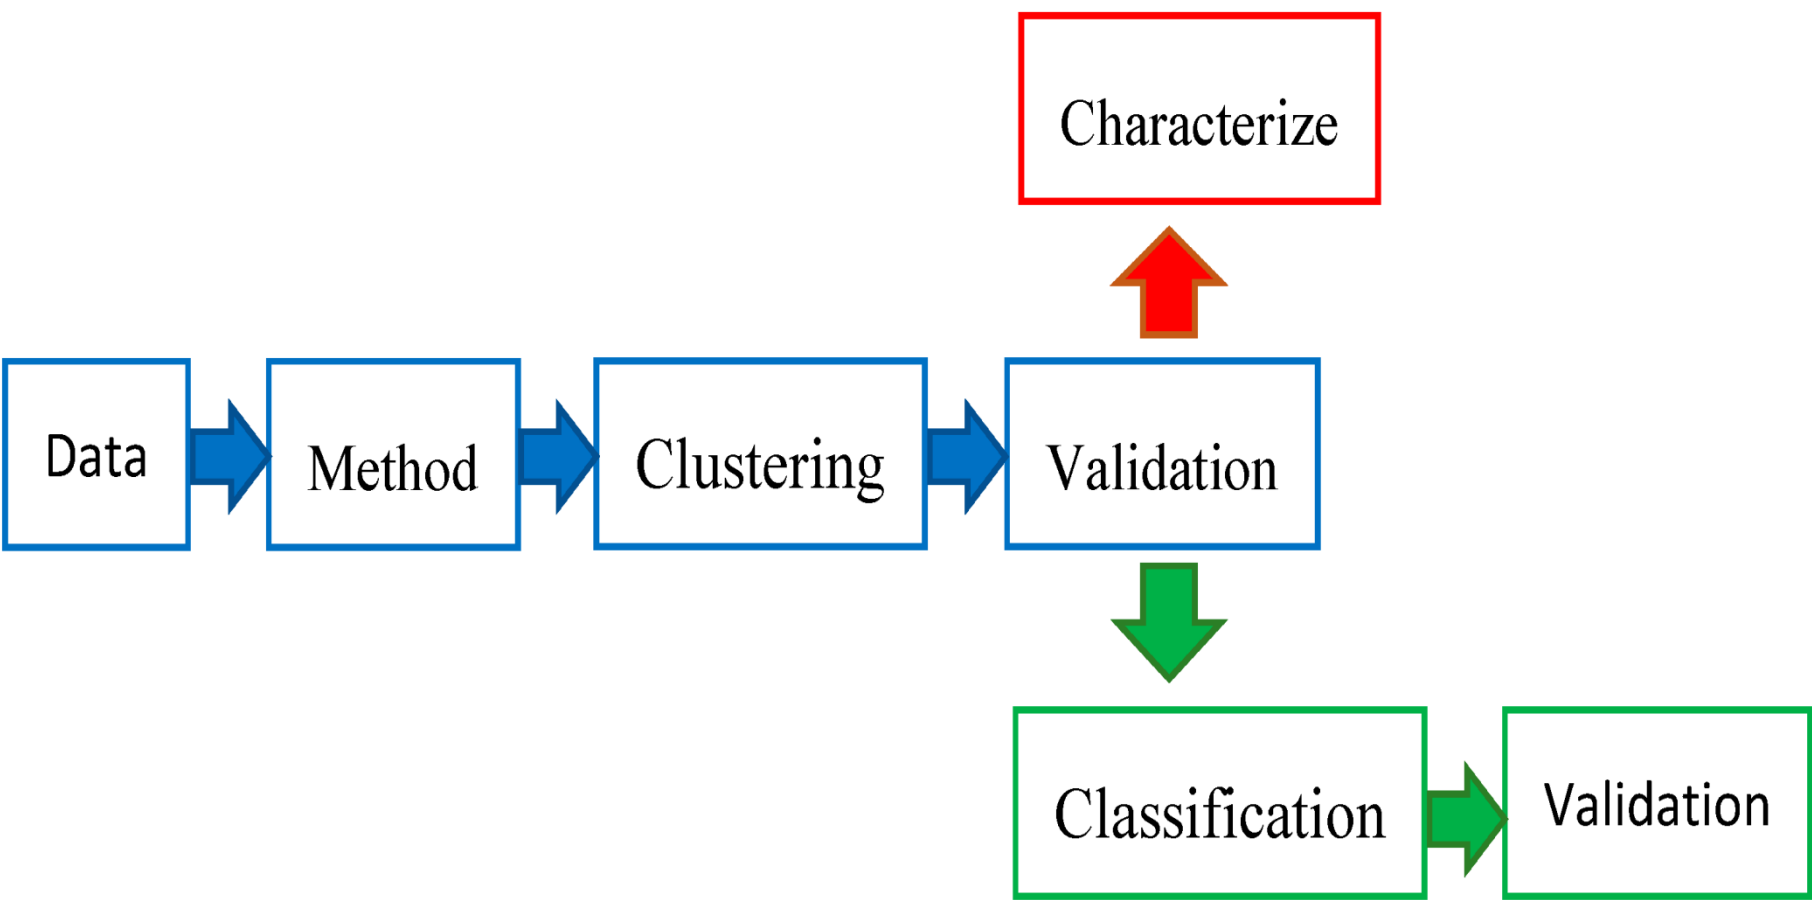 Characterize
Data
Method
Clustering
Validation
Classification
Validation